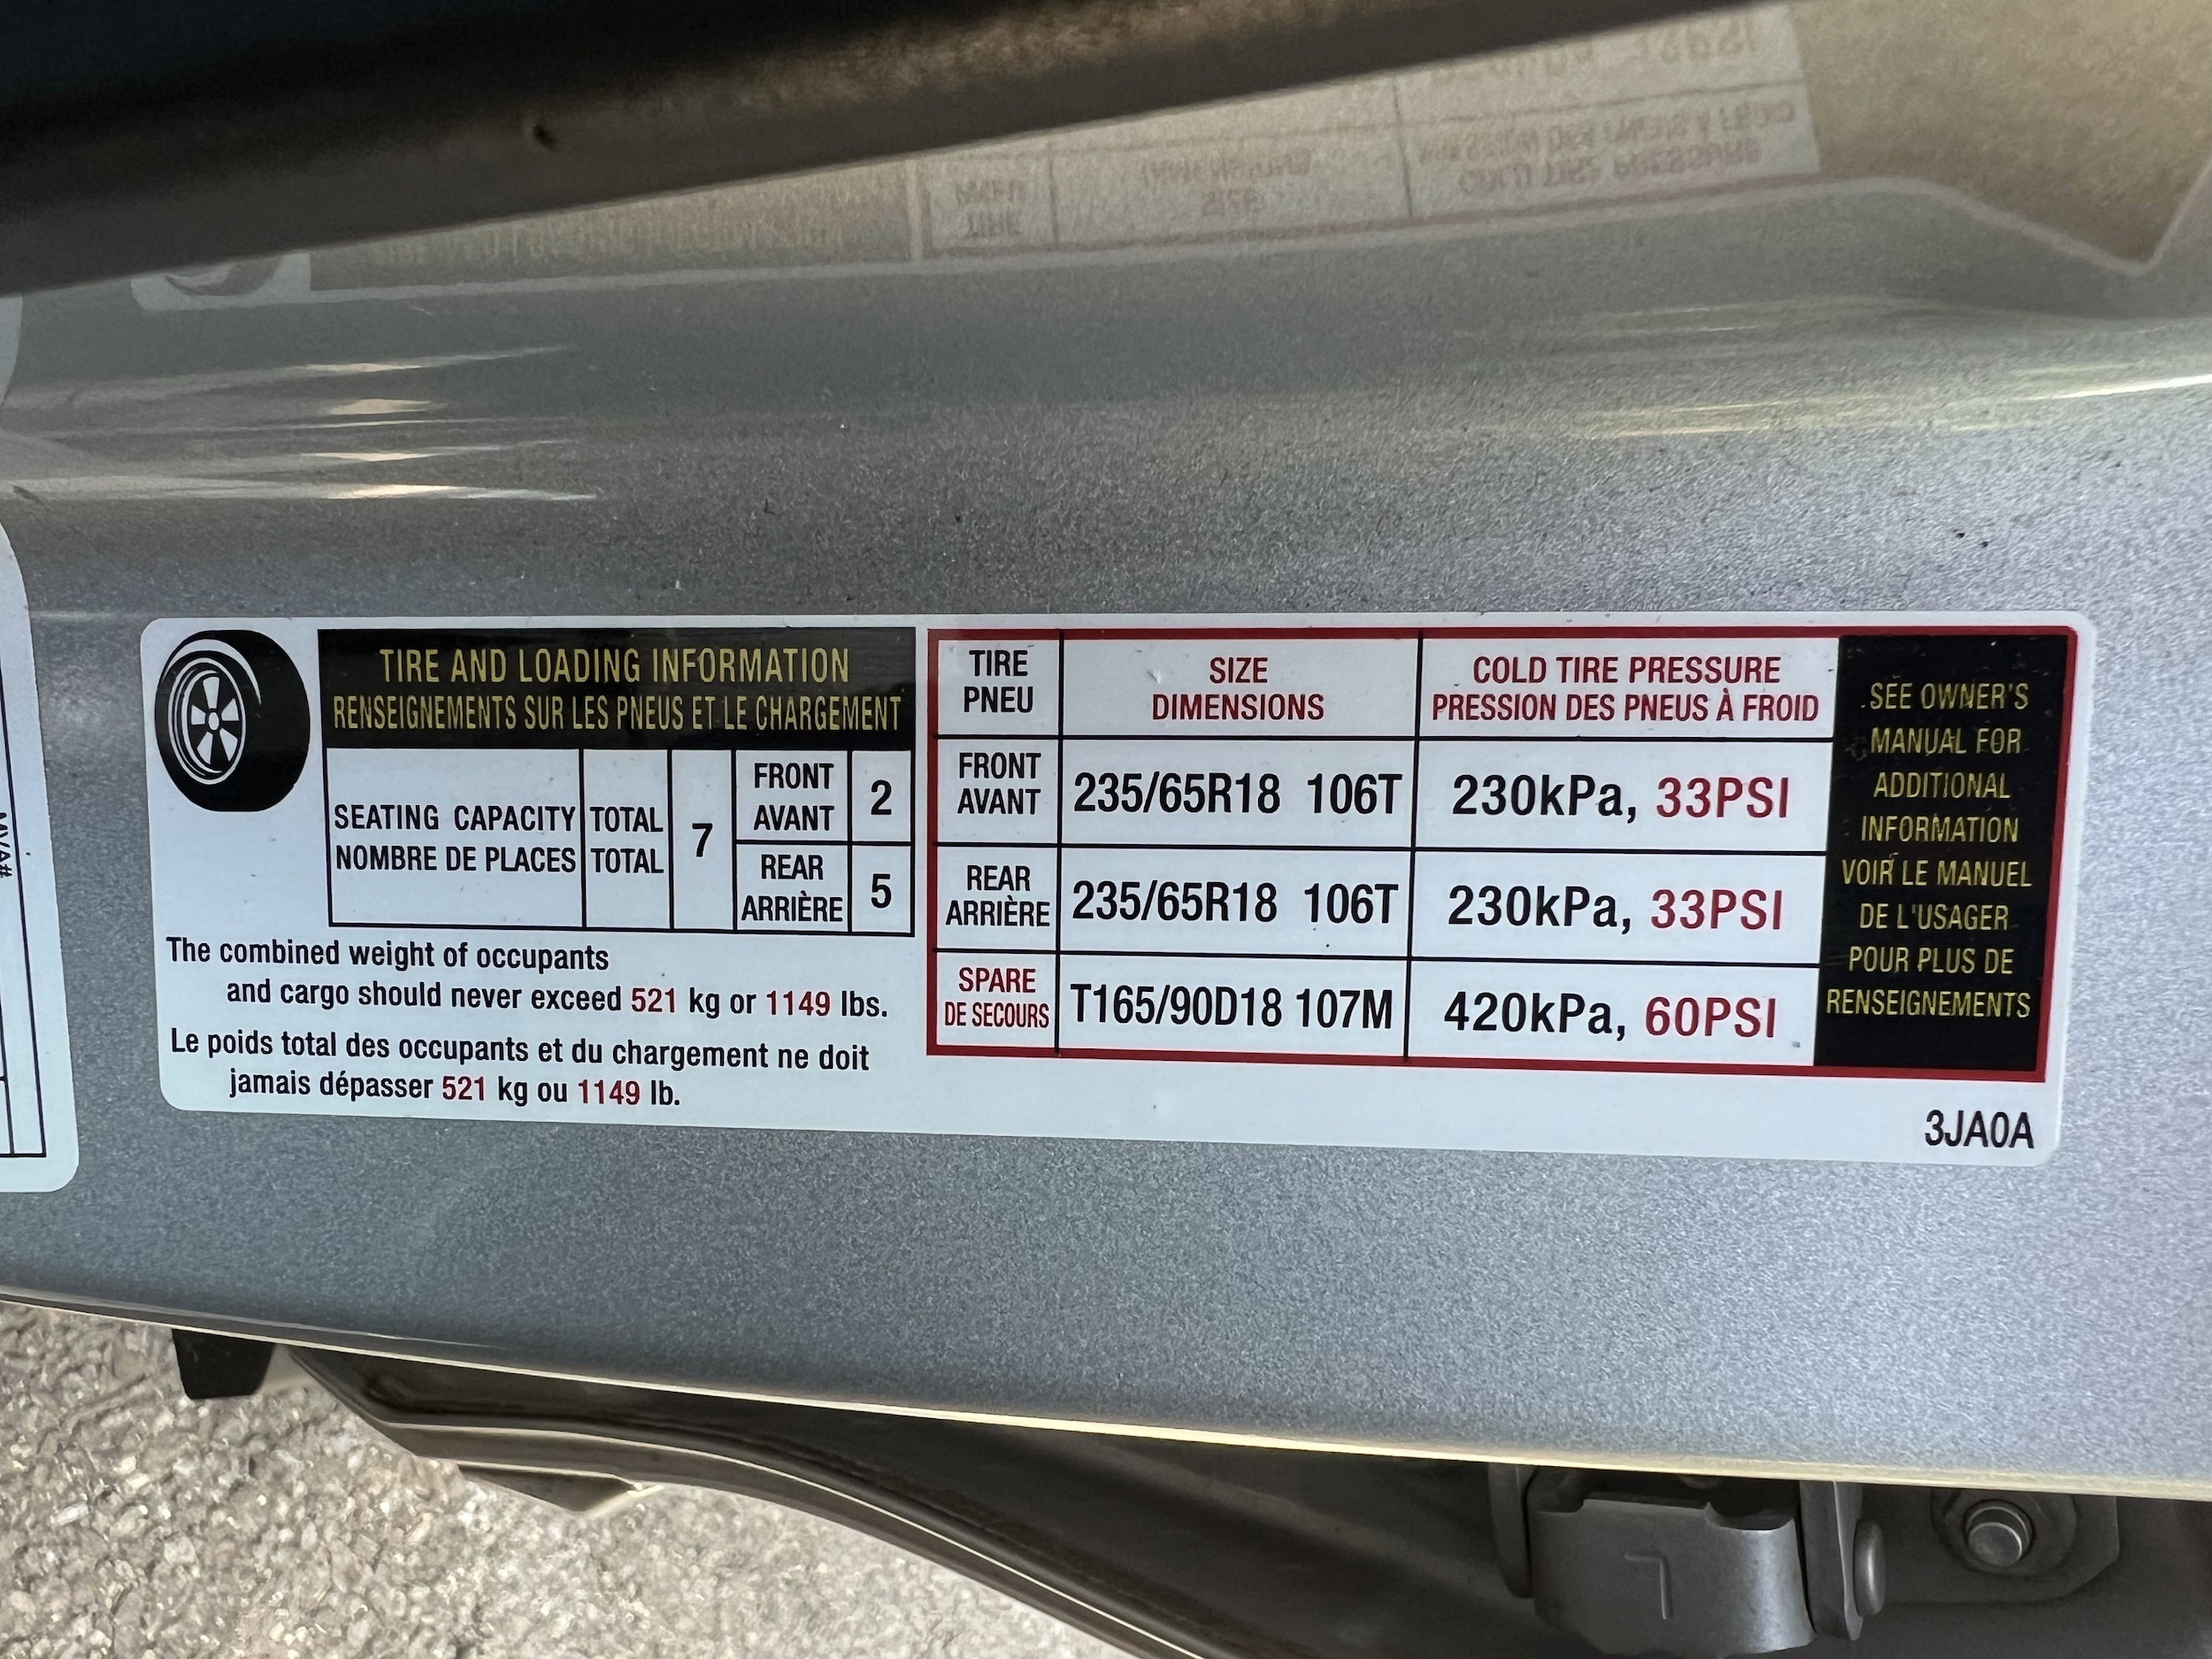 TIRE AND LOADING INFORMATION
RENSEIGNEMENTS SUR LES PNEUS ET LE CHARGEMENT
SEATING CAPACITY
NOMBRE DE PLACES
TOTAL
TOTAL
7
FRONT
AVANT
2
REAR
ARRIÈRE
5
The combined weight of occupants
and cargo should never exceed 521 kg or 1149 lbs.
Le poids total des occupants et du chargement ne doit
jamais dépasser 521 kg ou 1149 lb.
TIRE
PNEU
SIZE
DIMENSIONS
COLD TIRE PRESSURE
PRESSION DES PNEUS À FROID
FRONT
AVANT
235/65R18 106T
230kPa, 33PSI
REAR
ARRIÈRE
235/65R18 106T
230kPa, 33PSI
SPARE
DE SECOURS
T165/90D18 107M
420kPa, 60PSI
SEE OWNER'S
MANUAL FOR
ADDITIONAL
INFORMATION
VOIR LE MANUEL
DE L'USAGER
POUR PLUS DE
RENSEIGNEMENTS
3JA0A